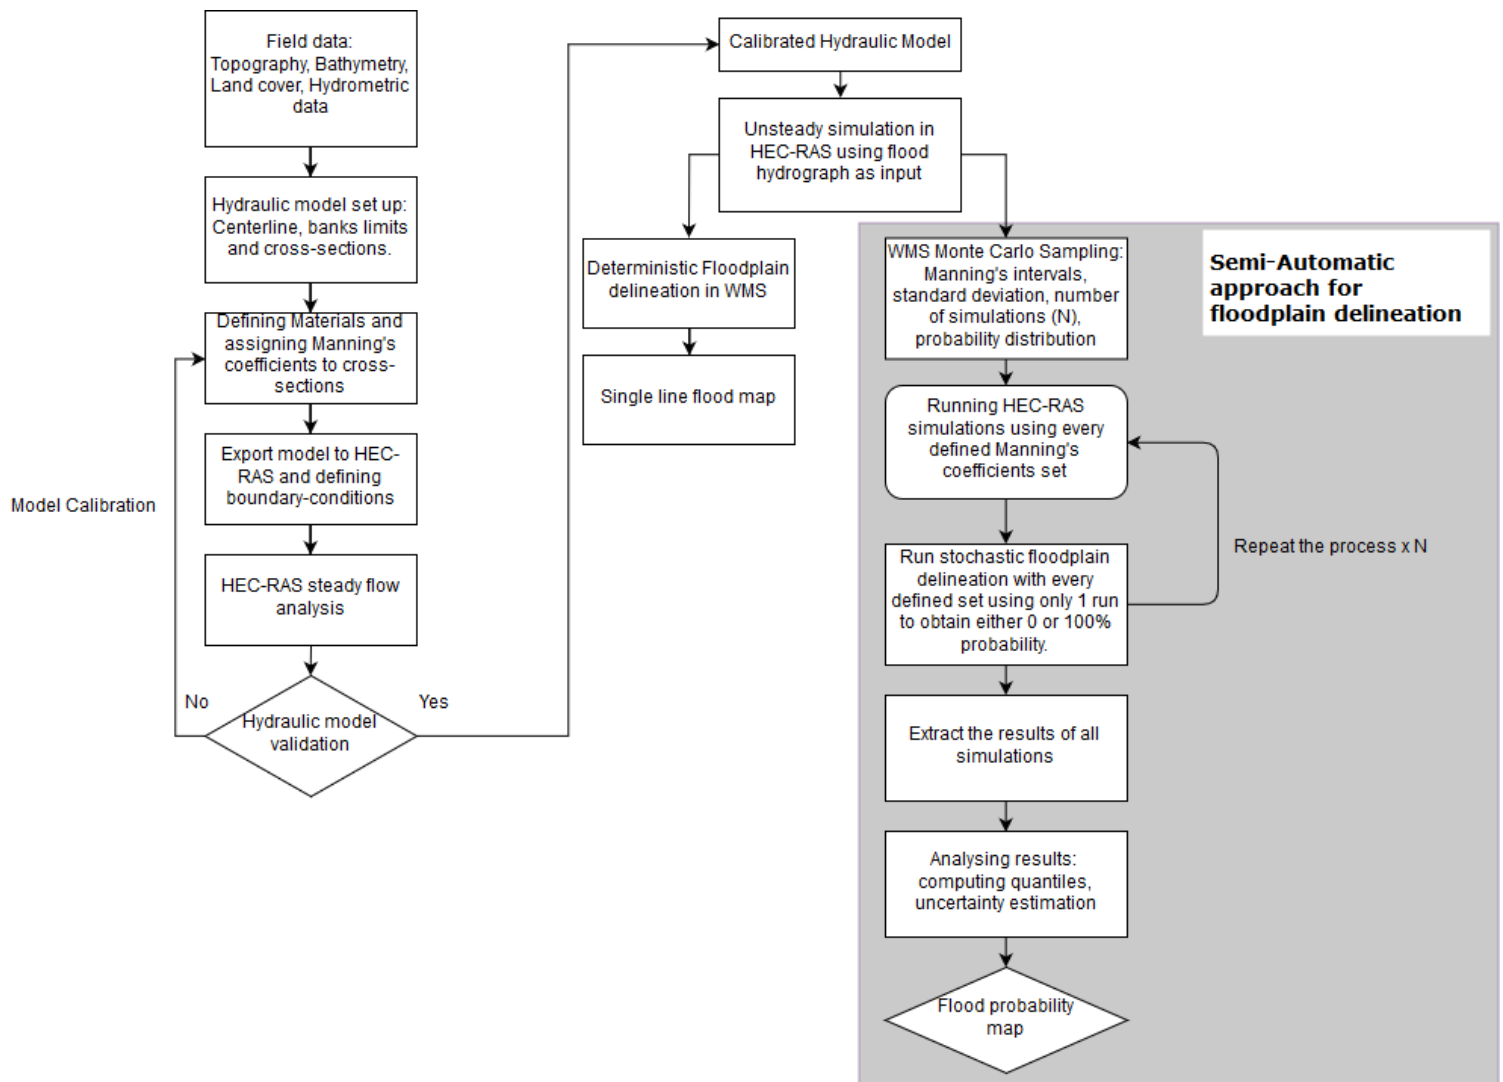 Field data:
Topography, Bathymetry,
Land cover, Hydrometric
data
Hydraulic model set up:
Centerline, banks limits
and cross-sections.
Defining Materials and
assigning Manning's
coefficients to cross-
sections
Export model to HEC-
RAS and defining
boundary-conditions
Model Calibration
HEC-RAS steady flow
analysis
No
Yes
Hydraulic model
validation
Calibrated Hydraulic Model
Unsteady simulation in
HEC-RAS using flood
hydrograph as input
Deterministic Floodplain
delineation in WMS
Single line flood map
Semi-Automatic
approach for
floodplain delineation
WMS Monte Carlo Sampling:
Manning's intervals,
standard deviation, number
of simulations (N),
probability distribution
Running HEC-RAS
simulations using every
defined Manning's
coefficients set
Repeat the process x N
Run stochastic floodplain
delineation with every
defined set using only 1 run
to obtain either 0 or 100%
probability.
Extract the results of all
simulations
Analysing results:
computing quantiles,
uncertainty estimation
Flood probability
map